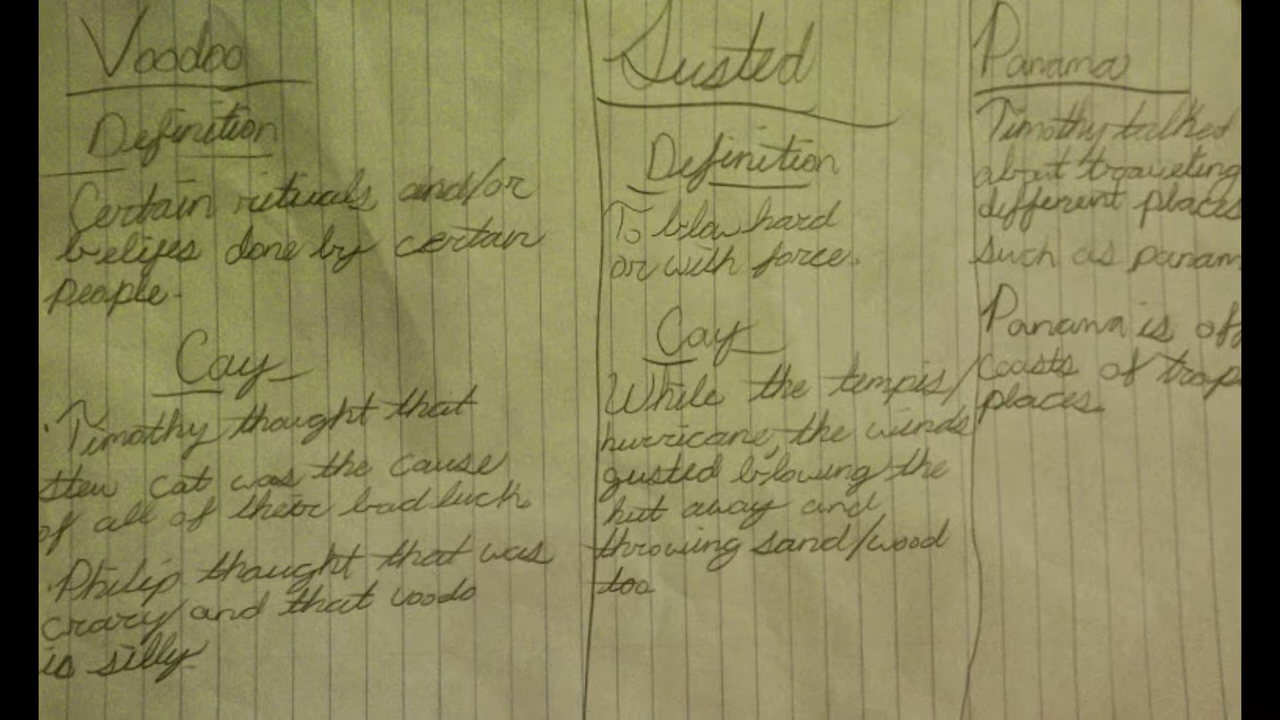 Voodoo
Definition
Certain rituals and/or
beliefs done by certain
people.
Cay
· Timothy thought that
stew cat was the cause
of all of their bad luck
· Philip thought that was
crazy and that voodo
is silly
Gusted
Definition
To blow hard
or with force.
Cay
While the tempis/
hurricane, the winds
gusted blowing the
hut away and
throwing sand/wood
too
Panama
Timothy talked
about traveling
different places
such as panam
Panama is of
coasts of trop
places.